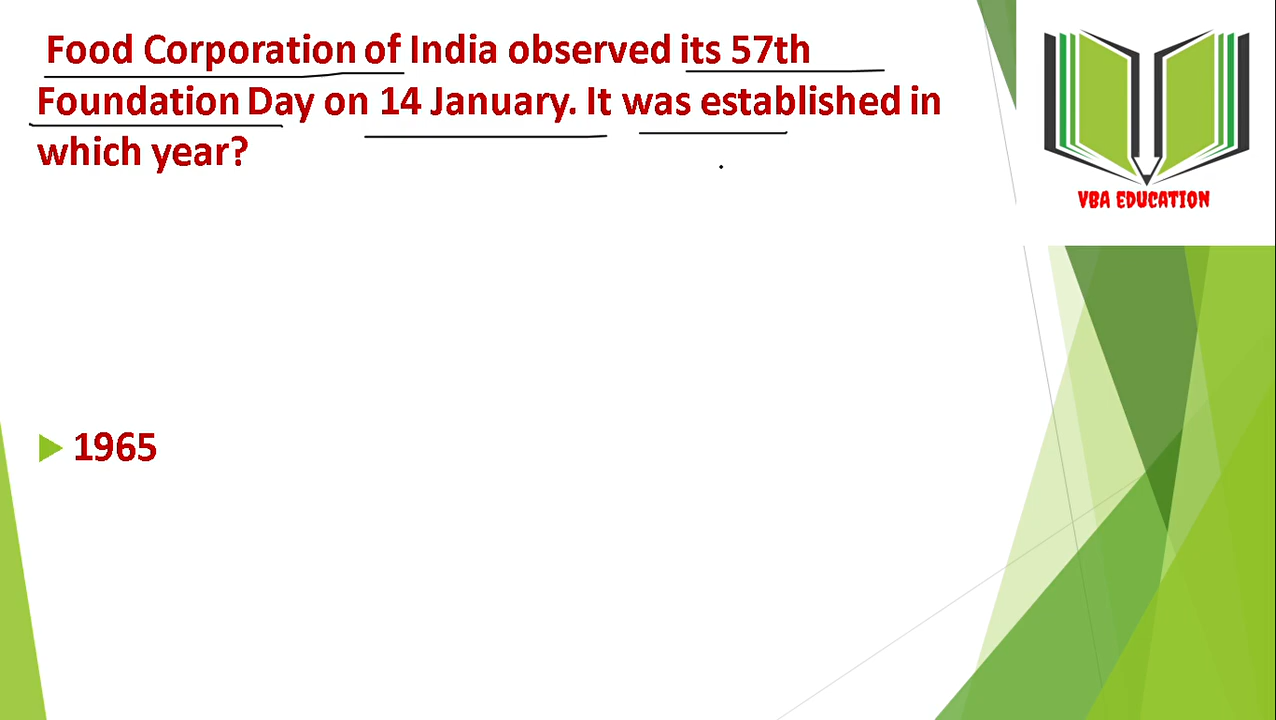 Food Corporation of India observed its 57th
Foundation Day on 14 January. It was established in
which year?
VBA EDUCATION
1965